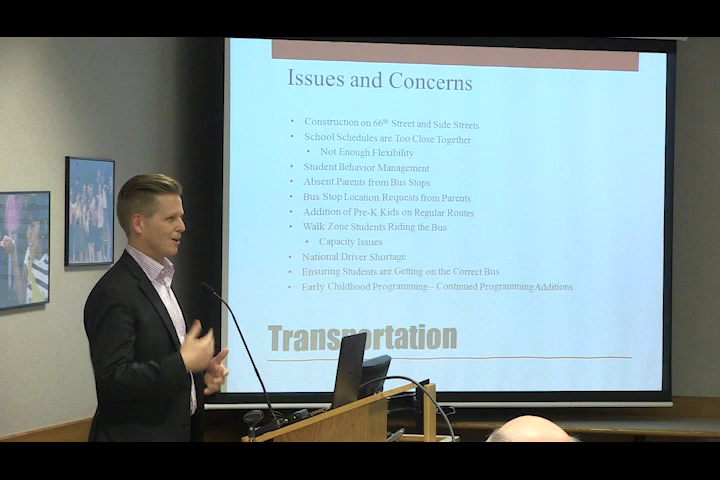 Issues and Concerns
• Construction on 66th Street and Side Streets
• School Schedules are Too Close Together
• Not Enough Flexibility
• Student Behavior Management
• Absent Parents from Bus Stops
• Bus Stop Location Requests from Parents
• Addition of Pre-K Kids on Regular Routes
• Walk Zone Students Riding the Bus
• Capacity Issues
• National Driver Shortage
• Ensuring Students are Getting on the Correct Bus
• Early Childhood Programming – Continued Programming Additions
Transportation